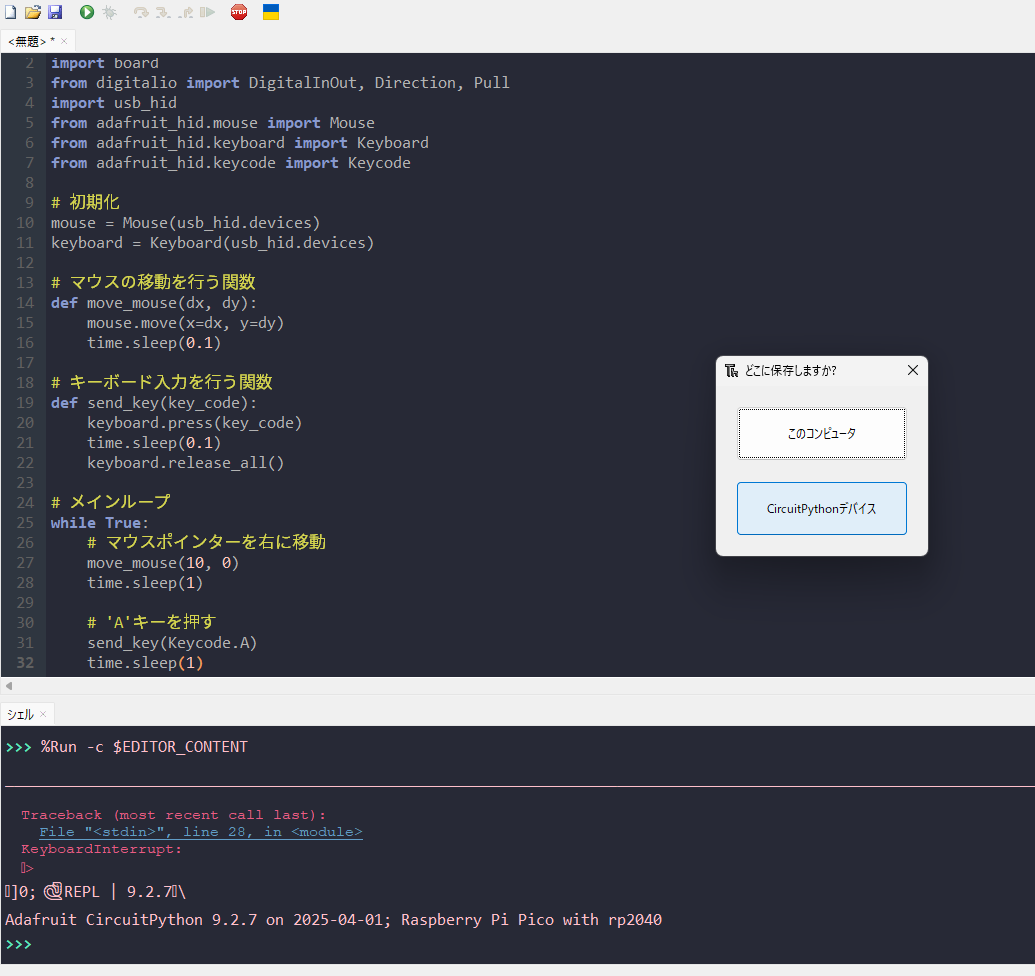 STOP
<無題> * ×
2 import board
3 from digitalio import DigitalInOut, Direction, Pull
4 import usb_hid
5 from adafruit_hid.mouse import Mouse
6 from adafruit_hid.keyboard import Keyboard
7 from adafruit_hid.keycode import Keycode
8
9 # 初期化
10 mouse = Mouse(usb_hid.devices)
11 keyboard = Keyboard(usb_hid.devices)
12
13 # マウスの移動を行う関数
14 def move_mouse(dx, dy):
15     mouse.move(x=dx, y=dy)
16     time.sleep(0.1)
17
18 # キーボード入力を行う関数
19 def send_key(key_code):
20     keyboard.press(key_code)
21     time.sleep(0.1)
22     keyboard.release_all()
23
24 # メインループ
25 while True:
26     # マウスポインターを右に移動
27     move_mouse(10, 0)
28     time.sleep(1)
29
30     # 'A'キーを押す
31     send_key(Keycode.A)
32     time.sleep(1)
どこに保存しますか?
このコンピュータ
CircuitPythonデバイス
シェル ×
>>> %Run -c $EDITOR_CONTENT
Traceback (most recent call last):
File "<stdin>", line 28, in <module>
KeyboardInterrupt:
>
]0; REPL | 9.2.7\
Adafruit CircuitPython 9.2.7 on 2025-04-01; Raspberry Pi Pico with rp2040
>>>